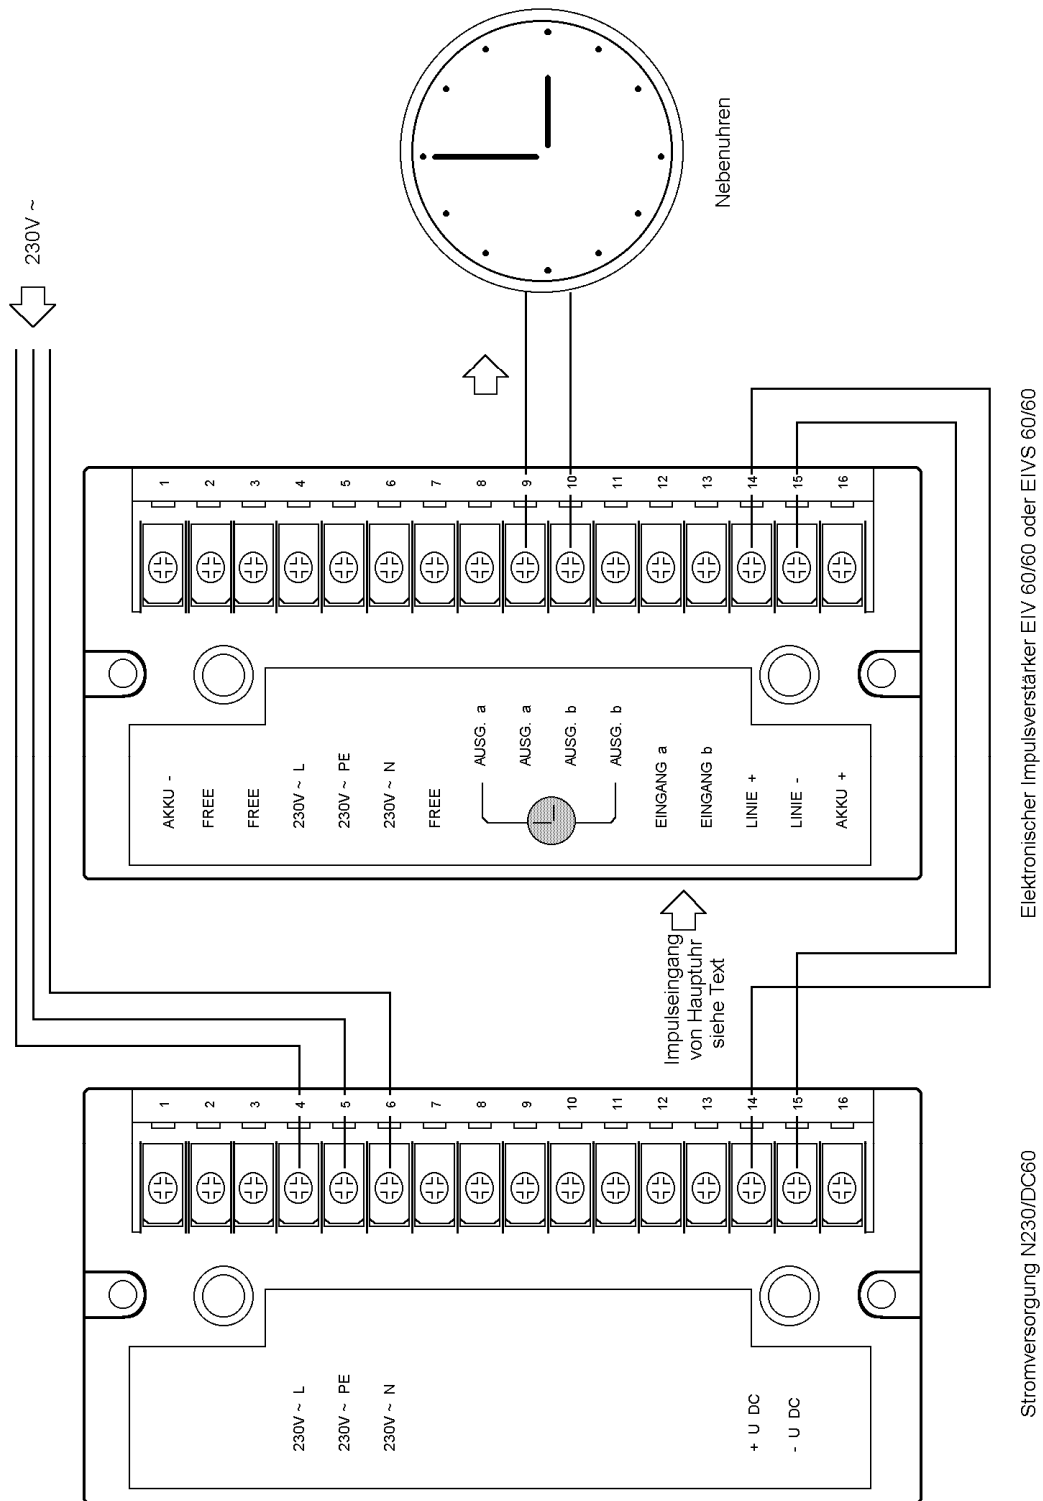 230V ~
1
2
3
4
5
6
7
8
9
10
11
12
13
14
15
16
230V ~ L
230V ~ PE
230V ~ N
+ U DC
- U DC
Stromversorgung N230/DC60
Impulseingang
von Hauptuhr
siehe Text
AKKU -
FREE
FREE
230V ~ L
230V ~ PE
230V ~ N
FREE
AUSG. a
AUSG. a
AUSG. b
AUSG. b
EINGANG a
EINGANG b
LINIE +
LINIE -
AKKU +
1
2
3
4
5
6
7
8
9
10
11
12
13
14
15
16
Elektronischer Impulsverstärker EIV 60/60 oder EIVS 60/60
Nebenuhren